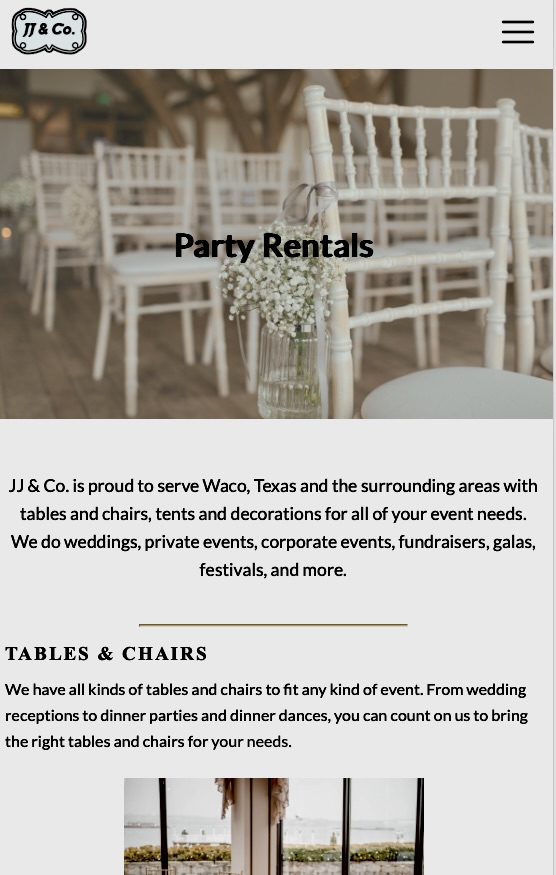 JJ & Co.
Party Rentals
JJ & Co. is proud to serve Waco, Texas and the surrounding areas with
tables and chairs, tents and decorations for all of your event needs.
We do weddings, private events, corporate events, fundraisers, galas,
festivals, and more.
TABLES & CHAIRS
We have all kinds of tables and chairs to fit any kind of event. From wedding
receptions to dinner parties and dinner dances, you can count on us to bring
the right tables and chairs for your needs.